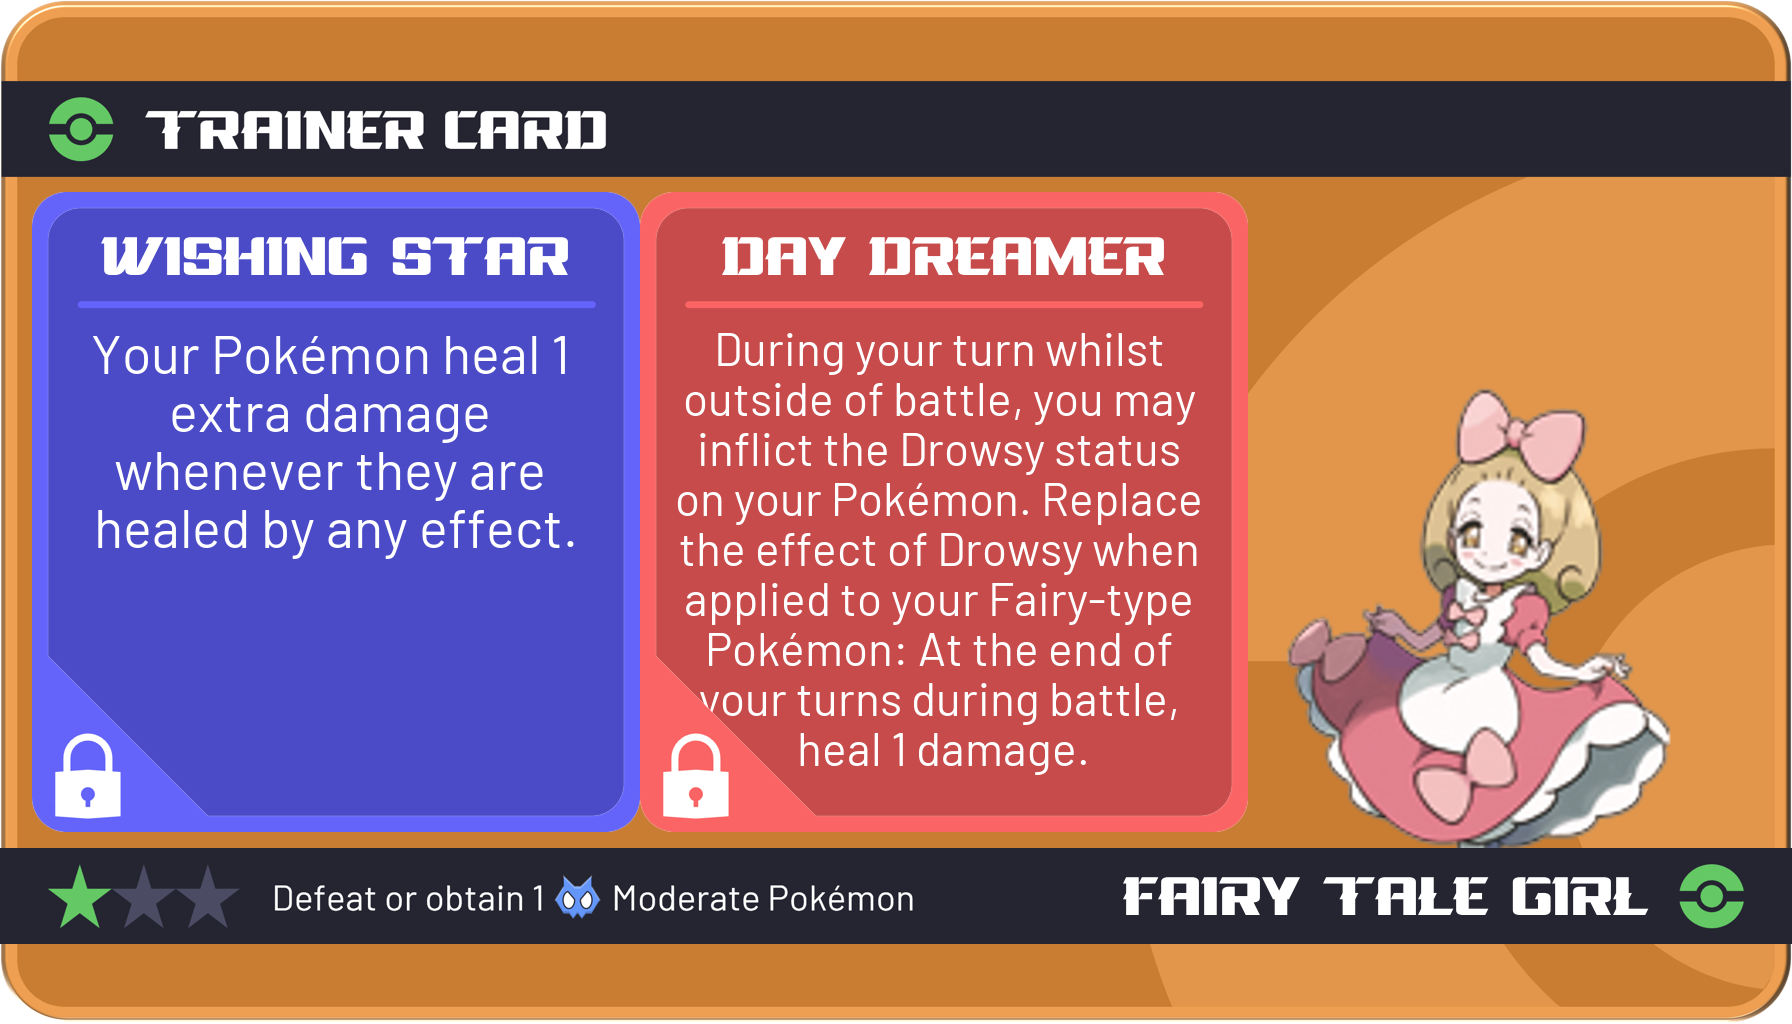 TRAINER CARD
WISHING STAR
Your Pokémon heal 1
extra damage
whenever they are
healed by any effect.
DAY DREAMER
During your turn whilst
outside of battle, you may
inflict the Drowsy status
on your Pokémon. Replace
the effect of Drowsy when
applied to your Fairy-type
Pokémon: At the end of
your turns during battle,
heal 1 damage.
Defeat or obtain 1 Moderate Pokémon
FAIRY TALE GIRL